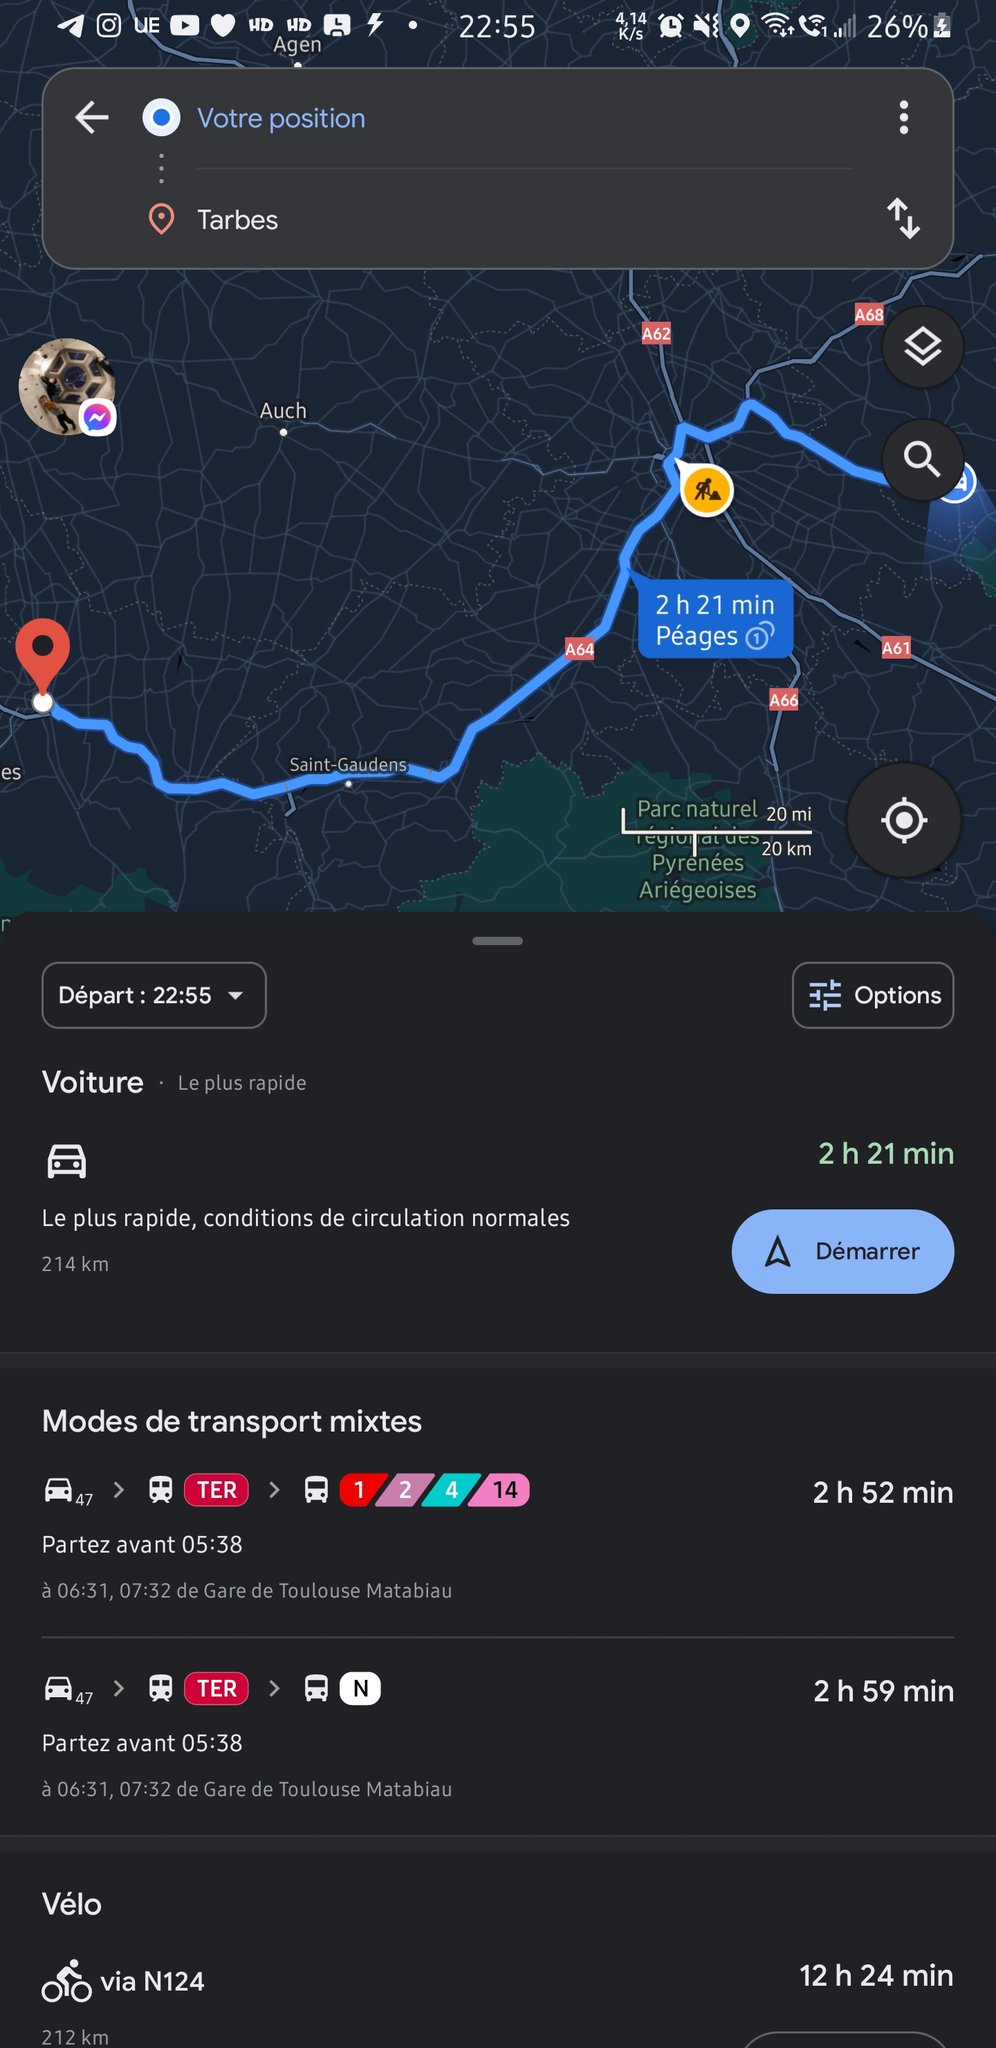 UE HD HD 22:55 4,14 K/s 1 26%
Agen
Votre position
Tarbes
A68
A62
Auch
2 h 21 min
Péages
A64
A61
A66
Saint-Gaudens
es
Parc naturel
régional des
Pyrénées
Ariégeoises
20 mi
20 km
Départ : 22:55
Options
Voiture · Le plus rapide
2 h 21 min
Le plus rapide, conditions de circulation normales
214 km
Démarrer
Modes de transport mixtes
47 > TER > 1 2 4 14
2 h 52 min
Partez avant 05:38
à 06:31, 07:32 de Gare de Toulouse Matabiau
47 > TER > N
2 h 59 min
Partez avant 05:38
à 06:31, 07:32 de Gare de Toulouse Matabiau
Vélo
via N124
12 h 24 min
212 km